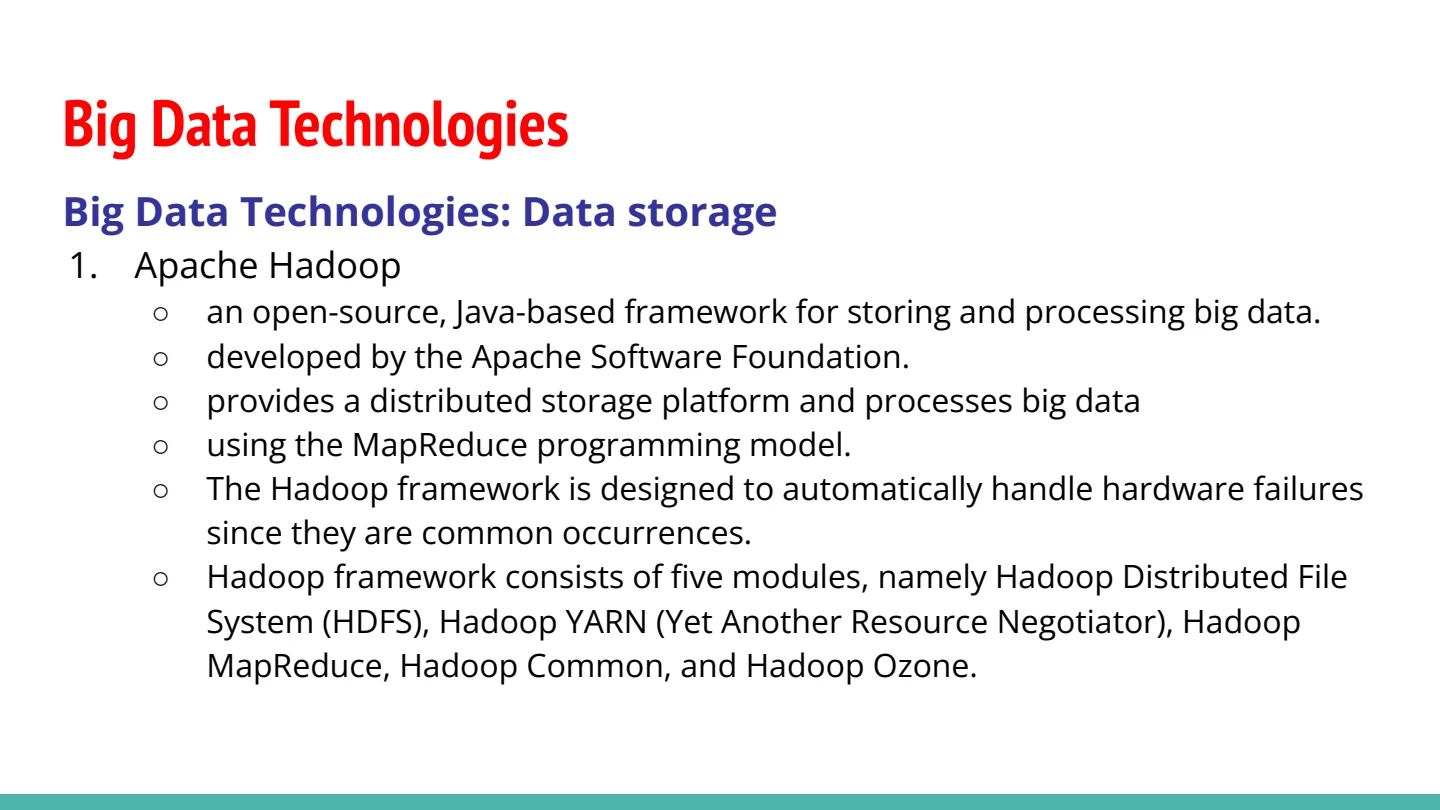 Big Data Technologies
Big Data Technologies: Data storage
1. Apache Hadoop
○ an open-source, Java-based framework for storing and processing big data.
○ developed by the Apache Software Foundation.
○ provides a distributed storage platform and processes big data
○ using the MapReduce programming model.
○ The Hadoop framework is designed to automatically handle hardware failures
since they are common occurrences.
○ Hadoop framework consists of five modules, namely Hadoop Distributed File
System (HDFS), Hadoop YARN (Yet Another Resource Negotiator), Hadoop
MapReduce, Hadoop Common, and Hadoop Ozone.